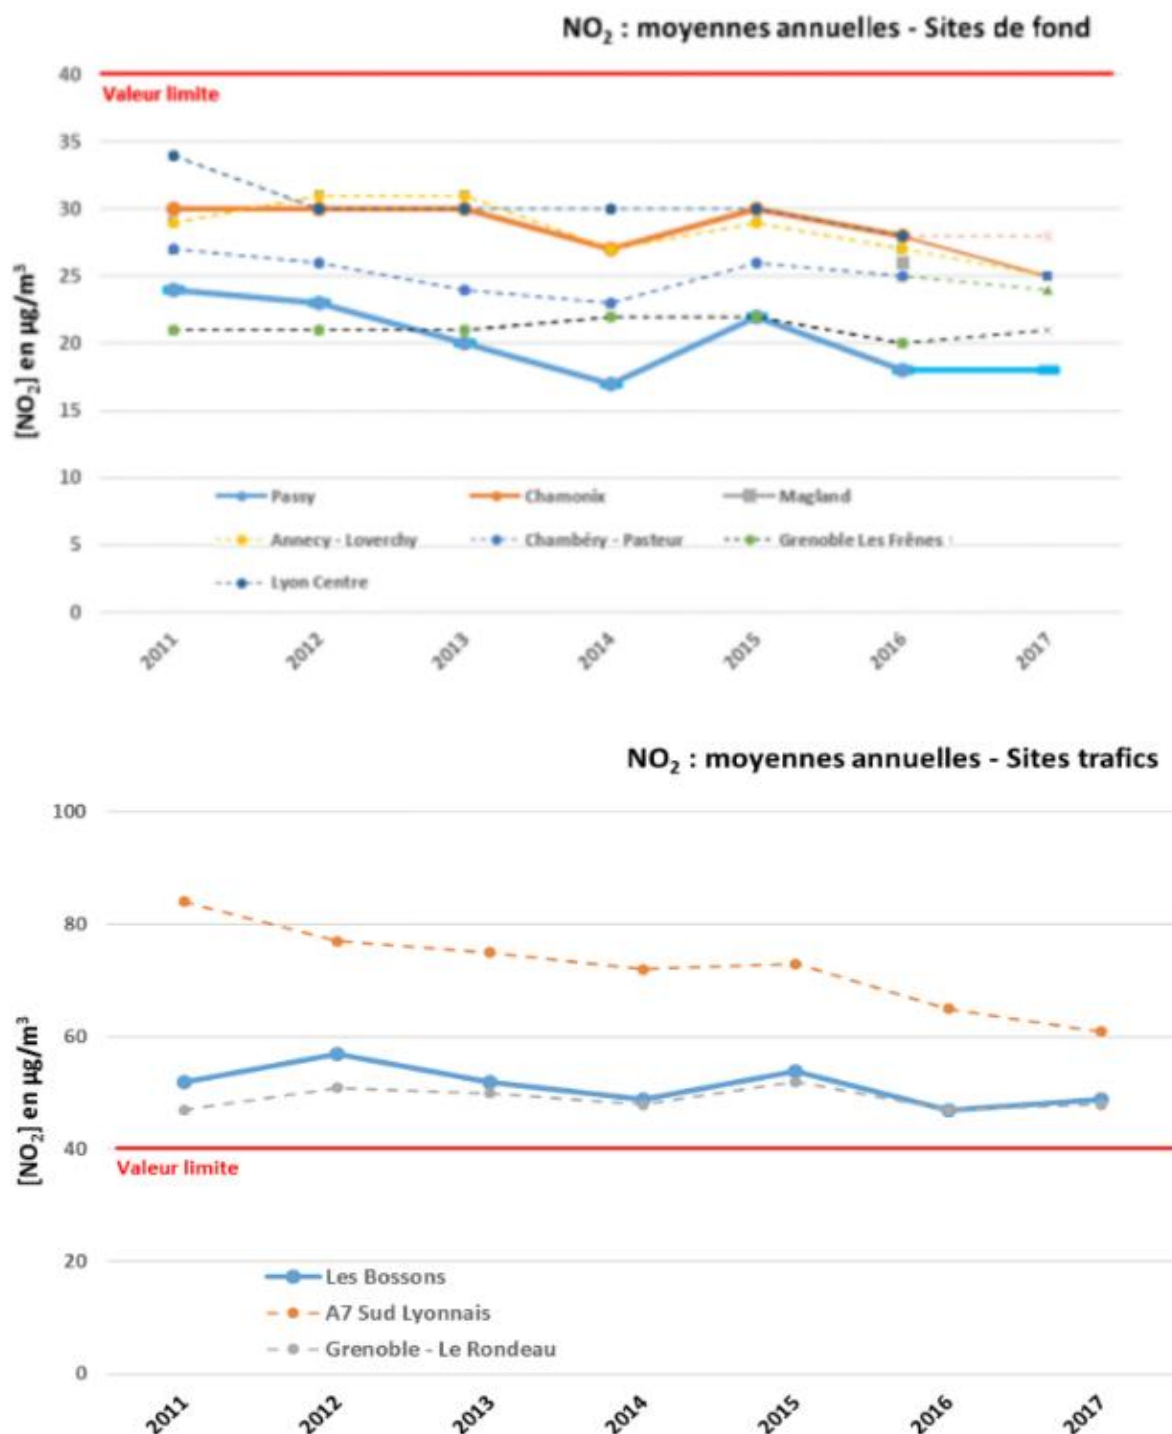 NO₂ : moyennes annuelles - Sites de fond
[NO₂] en µg/m³
40
Valeur limite
35
30
25
20
15
10
5
0
Passy
Chamonix
Magland
Annecy - Loverchy
Chambéry - Pasteur
Grenoble Les Frênes
Lyon Centre
2011
2012
2013
2014
2015
2016
2017
NO₂ : moyennes annuelles - Sites trafics
[NO₂] en µg/m³
100
80
60
40
Valeur limite
20
0
Les Bossons
A7 Sud Lyonnais
Grenoble - Le Rondeau
2011
2012
2013
2014
2015
2016
2017